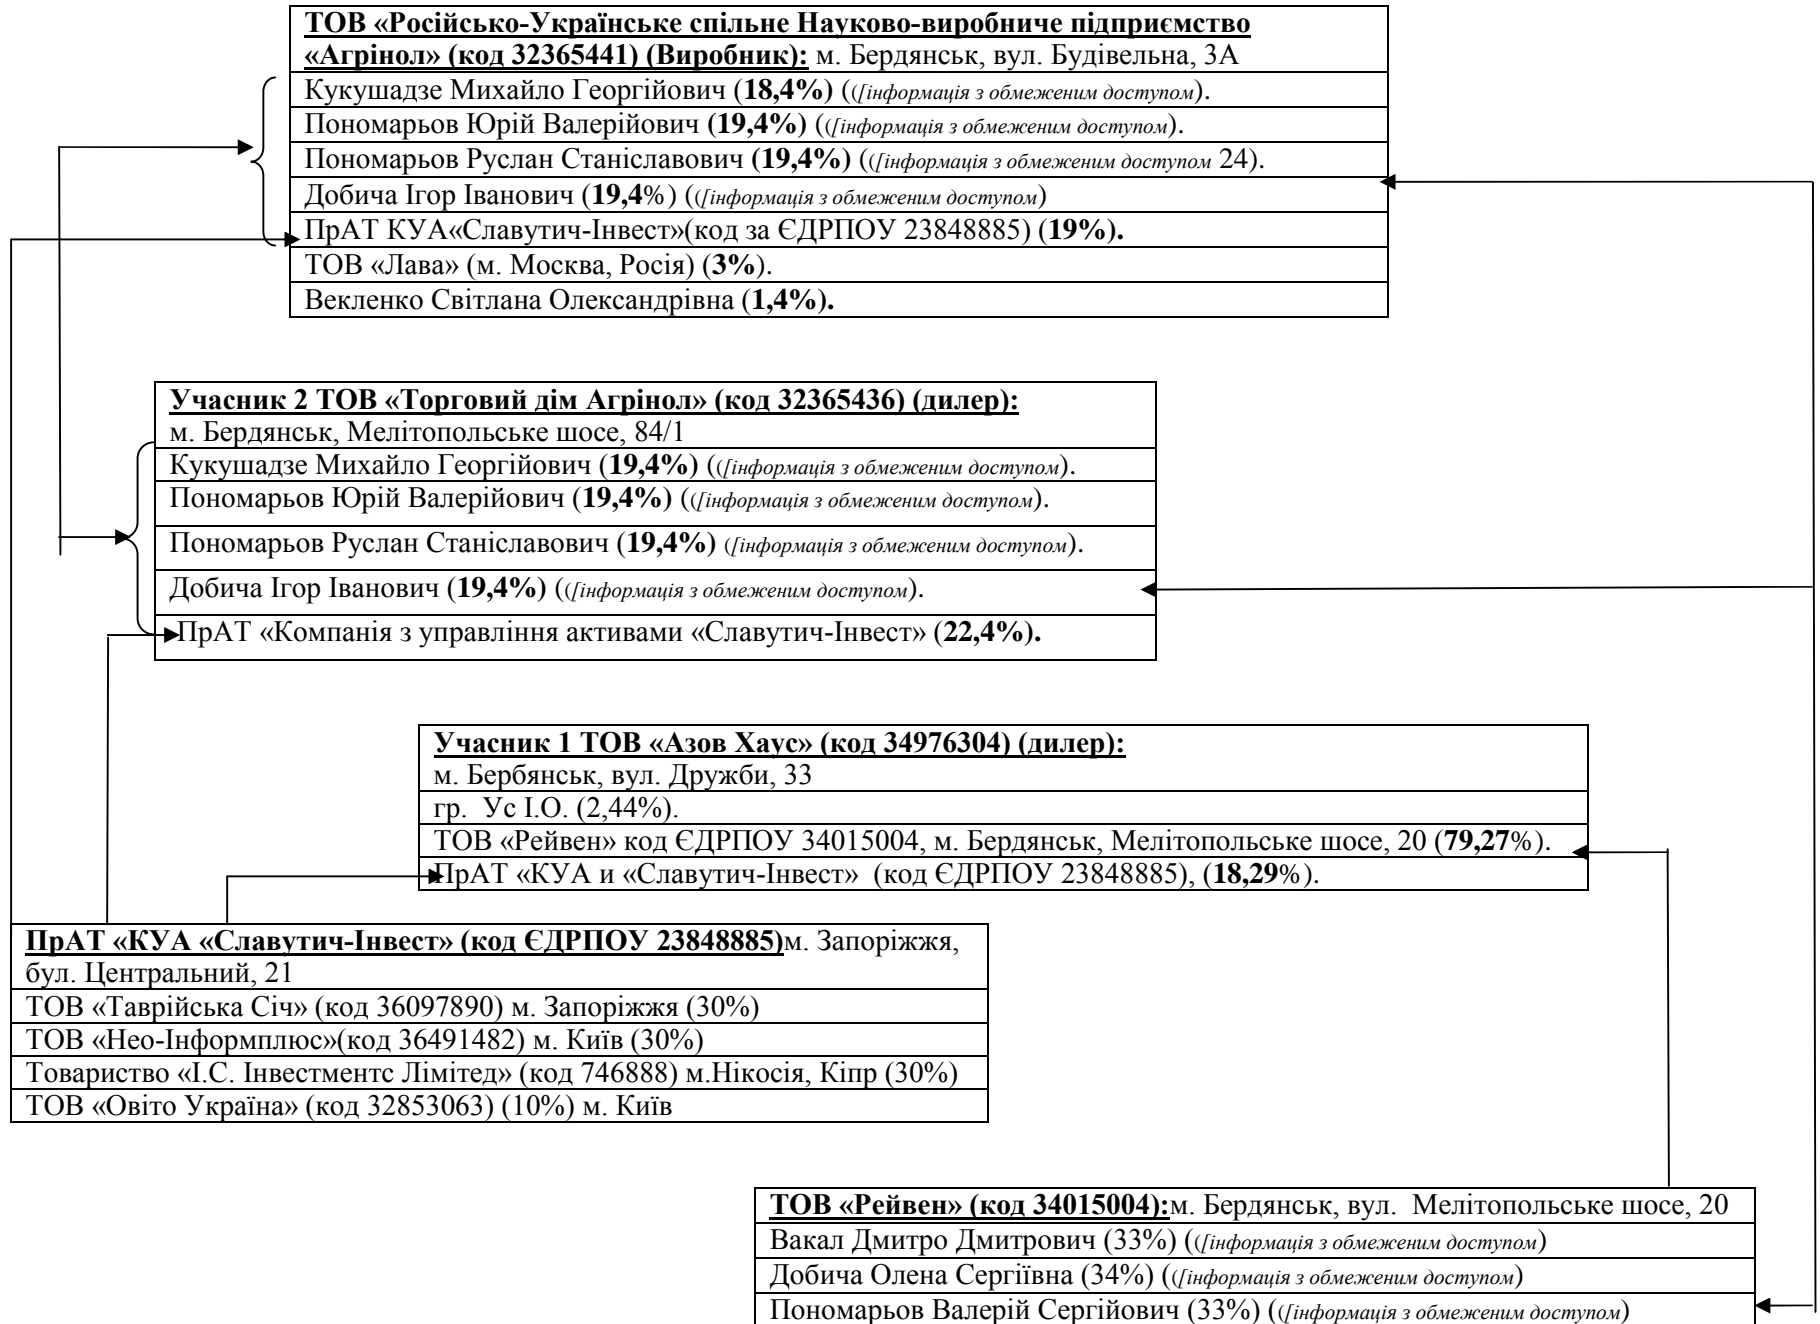 ТОВ «Російсько-Українське спільне Науково-виробниче підприємство
«Агрінол» (код 32365441) (Виробник): м. Бердянськ, вул. Будівельна, 3А
Кукушадзе Михайло Георгійович (18,4%) (([інформація з обмеженим доступом).
Пономарьов Юрій Валерійович (19,4%) (([інформація з обмеженим доступом).
Пономарьов Руслан Станіславович (19,4%) (([інформація з обмеженим доступом 24).
Добича Ігор Іванович (19,4%) (([інформація з обмеженим доступом)
ПрАТ КУА«Славутич-Інвест»(код за ЄДРПОУ 23848885) (19%).
ТОВ «Лава» (м. Москва, Росія) (3%).
Векленко Світлана Олександрівна (1,4%).
Учасник 2 ТОВ «Торговий дім Агрінол» (код 32365436) (дилер):
м. Бердянськ, Мелітопольське шосе, 84/1
Кукушадзе Михайло Георгійович (19,4%) (([інформація з обмеженим доступом).
Пономарьов Юрій Валерійович (19,4%) (([інформація з обмеженим доступом).
Пономарьов Руслан Станіславович (19,4%) ([інформація з обмеженим доступом).
Добича Ігор Іванович (19,4%) (([інформація з обмеженим доступом).
ПрАТ «Компанія з управління активами «Славутич-Інвест» (22,4%).
Учасник 1 ТОВ «Азов Хаус» (код 34976304) (дилер):
м. Бербянськ, вул. Дружби, 33
гр. Ус І.О. (2,44%).
ТОВ «Рейвен» код ЄДРПОУ 34015004, м. Бердянськ, Мелітопольське шосе, 20 (79,27%).
ПрАТ «КУА и «Славутич-Інвест» (код ЄДРПОУ 23848885), (18,29%).
ПрАТ «КУА «Славутич-Інвест» (код ЄДРПОУ 23848885)м. Запоріжжя,
бул. Центральний, 21
ТОВ «Таврійська Січ» (код 36097890) м. Запоріжжя (30%)
ТОВ «Нео-Інформплюс»(код 36491482) м. Київ (30%)
Товариство «І.С. Інвестментс Лімітед» (код 746888) м.Нікосія, Кіпр (30%)
ТОВ «Овіто Україна» (код 32853063) (10%) м. Київ
ТОВ «Рейвен» (код 34015004):м. Бердянськ, вул. Мелітопольське шосе, 20
Вакал Дмитро Дмитрович (33%) (([інформація з обмеженим доступом)
Добича Олена Сергіївна (34%) (([інформація з обмеженим доступом)
Пономарьов Валерій Сергійович (33%) (([інформація з обмеженим доступом)